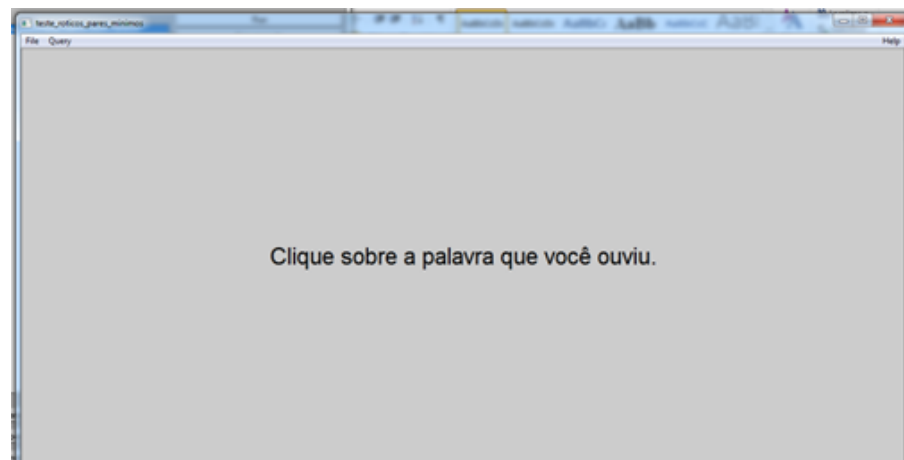 teste_roticos_pares_minimos
File Query Help
Clique sobre a palavra que você ouviu.